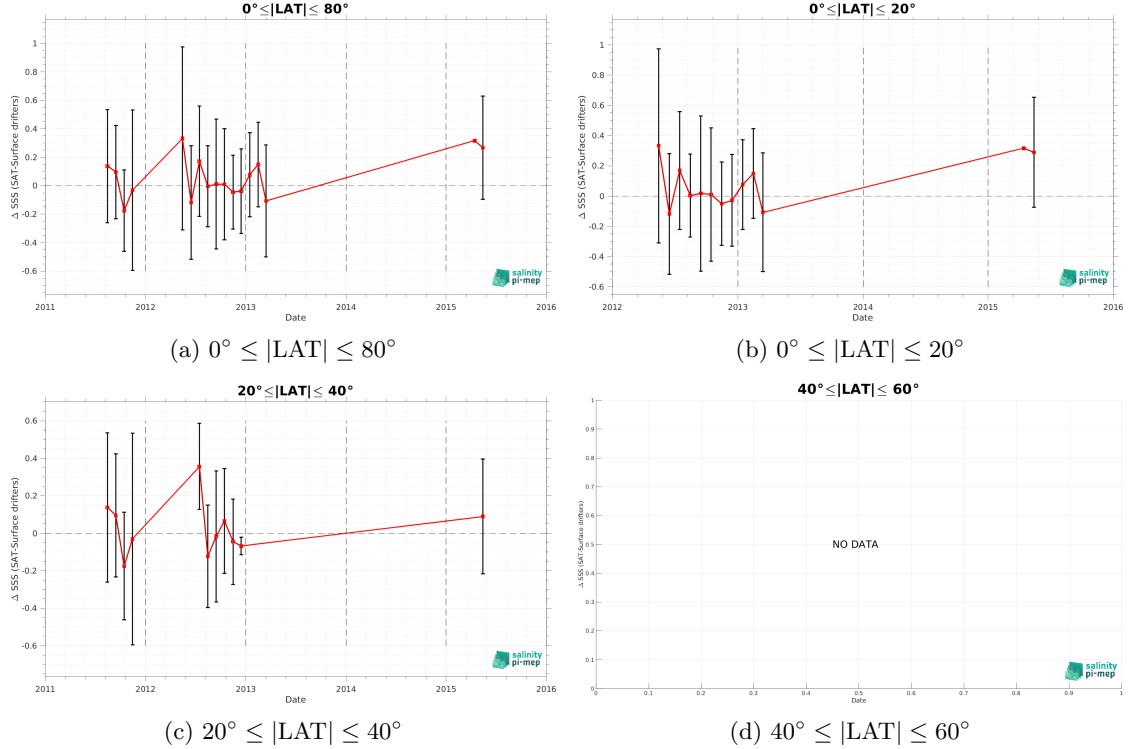 0°≤|LAT|≤ 80°
Δ SSS (SAT-Surface drifters)
1
0.8
0.6
0.4
0.2
0
-0.2
-0.4
-0.6
2011 2012 2013 2014 2015 2016
Date
salinity
pi-mep
(a) 0° ≤ |LAT| ≤ 80°
0°≤|LAT|≤ 20°
Δ SSS (SAT-Surface drifters)
1
0.8
0.6
0.4
0.2
0
-0.2
-0.4
-0.6
2012 2013 2014 2015 2016
Date
salinity
pi-mep
(b) 0° ≤ |LAT| ≤ 20°
20°≤|LAT|≤ 40°
Δ SSS (SAT-Surface drifters)
0.6
0.4
0.2
0
-0.2
-0.4
-0.6
2011 2012 2013 2014 2015 2016
Date
salinity
pi-mep
(c) 20° ≤ |LAT| ≤ 40°
40°≤|LAT|≤ 60°
Δ SSS (SAT-Surface drifters)
1
0.9
0.8
0.7
0.6
0.5
0.4
0.3
0.2
0.1
0
NO DATA
0 0.1 0.2 0.3 0.4 0.5 0.6 0.7 0.8 0.9 1
Date
salinity
pi-mep
(d) 40° ≤ |LAT| ≤ 60°